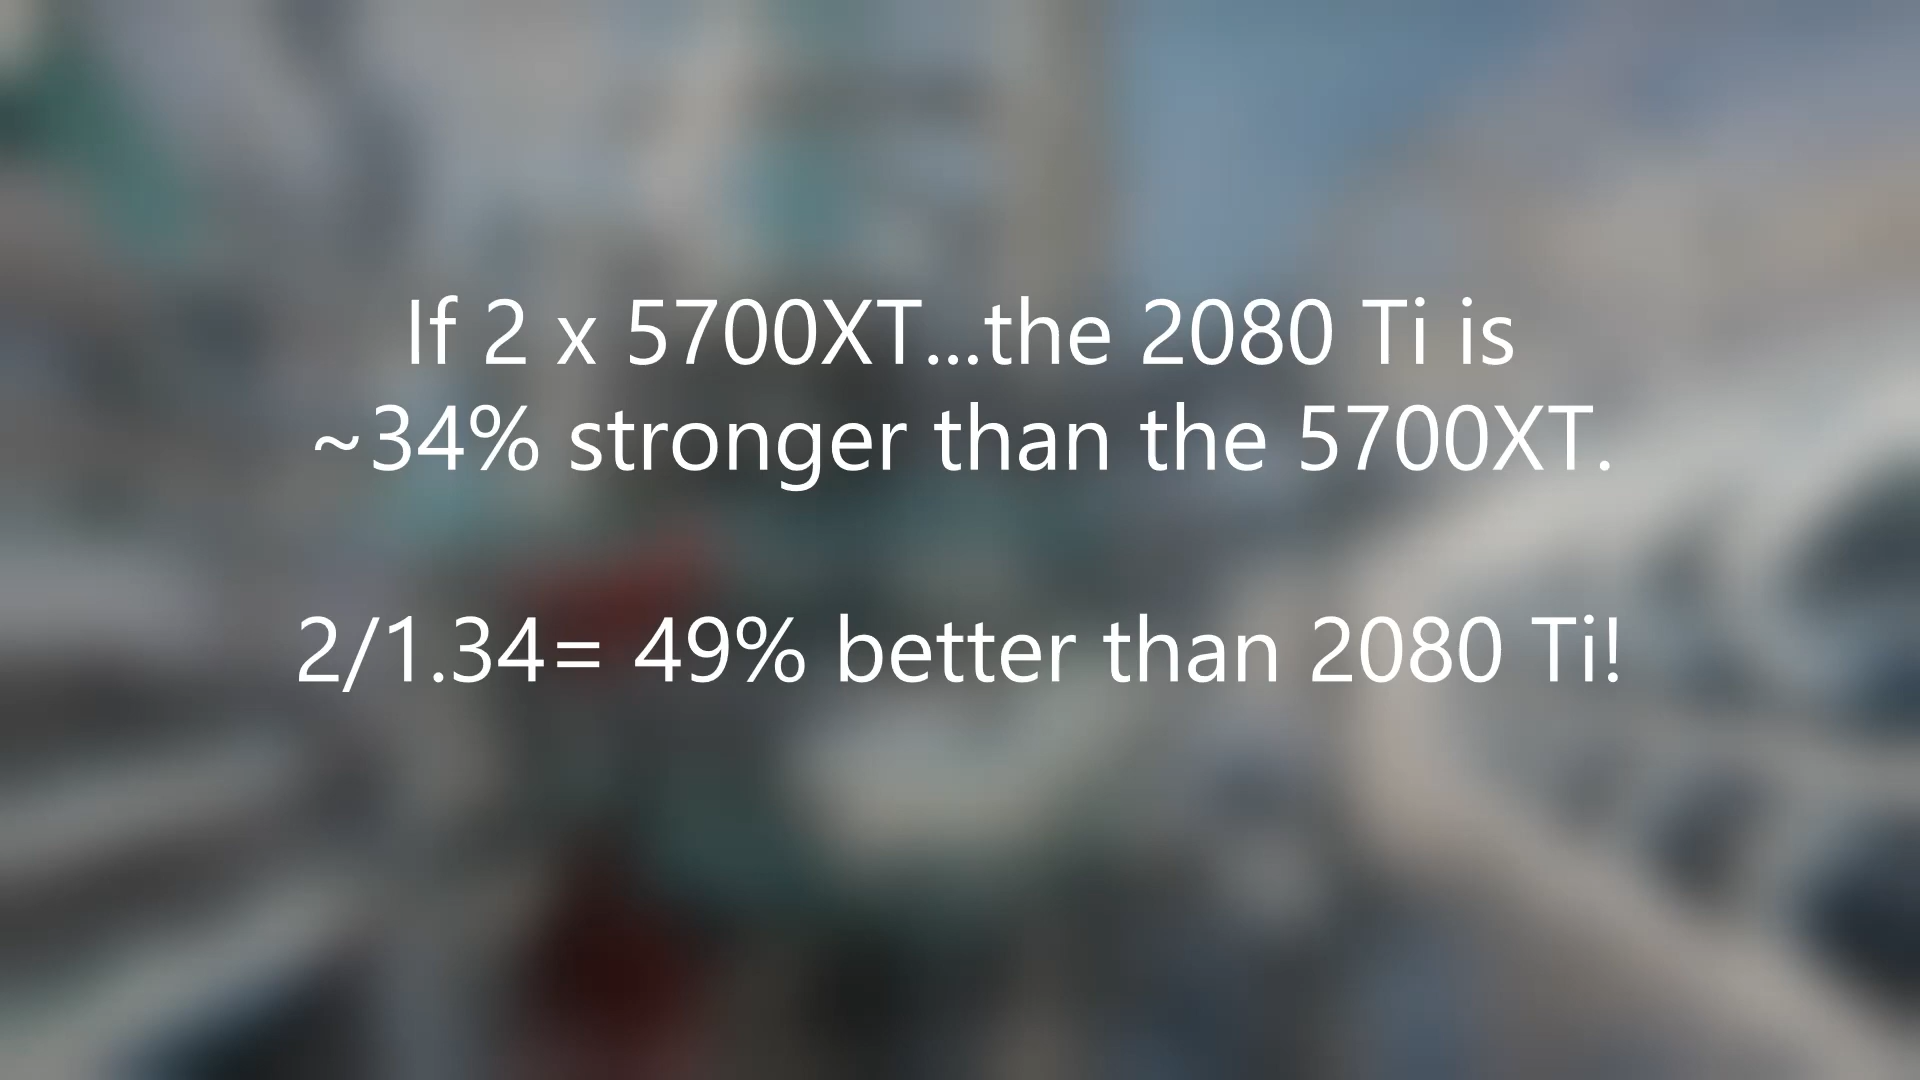 If 2 x 5700XT...the 2080 Ti is
~34% stronger than the 5700XT.
2/1.34= 49% better than 2080 Ti!